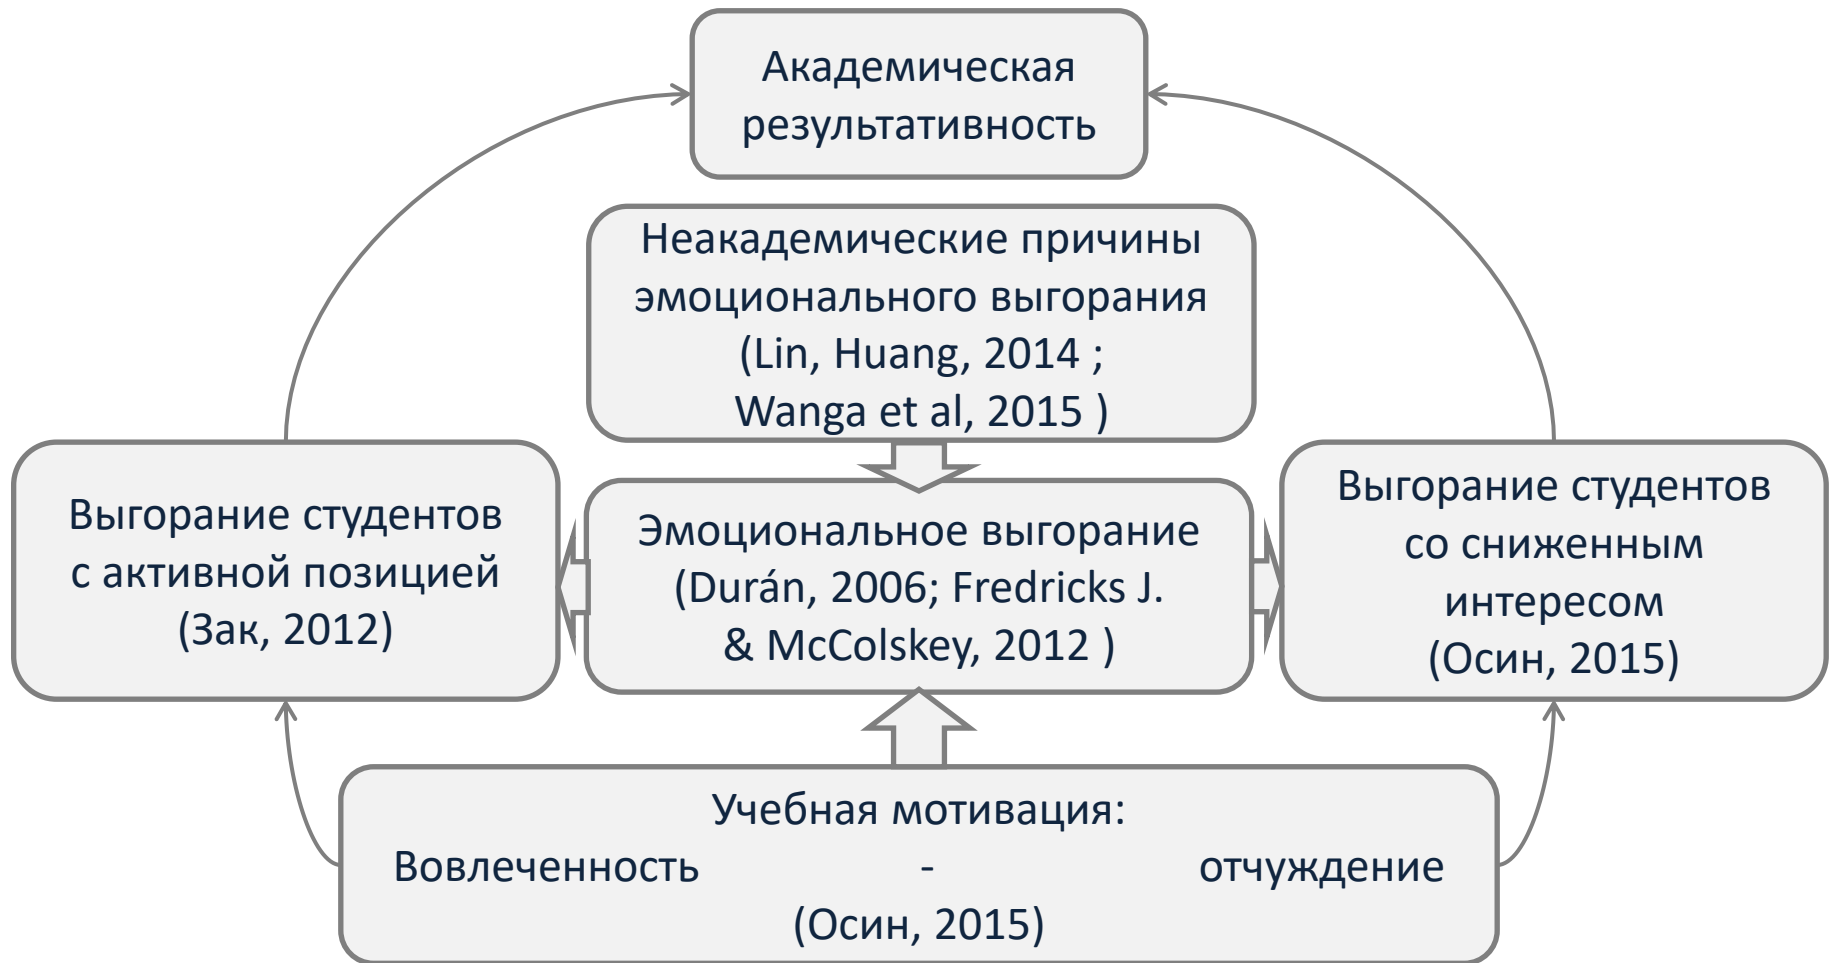 Академическая
результативность
Неакадемические причины
эмоционального выгорания
(Lin, Huang, 2014 ;
Wanga et al, 2015 )
Выгорание студентов
с активной позицией
(Зак, 2012)
Эмоциональное выгорание
(Durán, 2006; Fredricks J.
& McColskey, 2012 )
Выгорание студентов
со сниженным
интересом
(Осин, 2015)
Учебная мотивация:
Вовлеченность - отчуждение
(Осин, 2015)